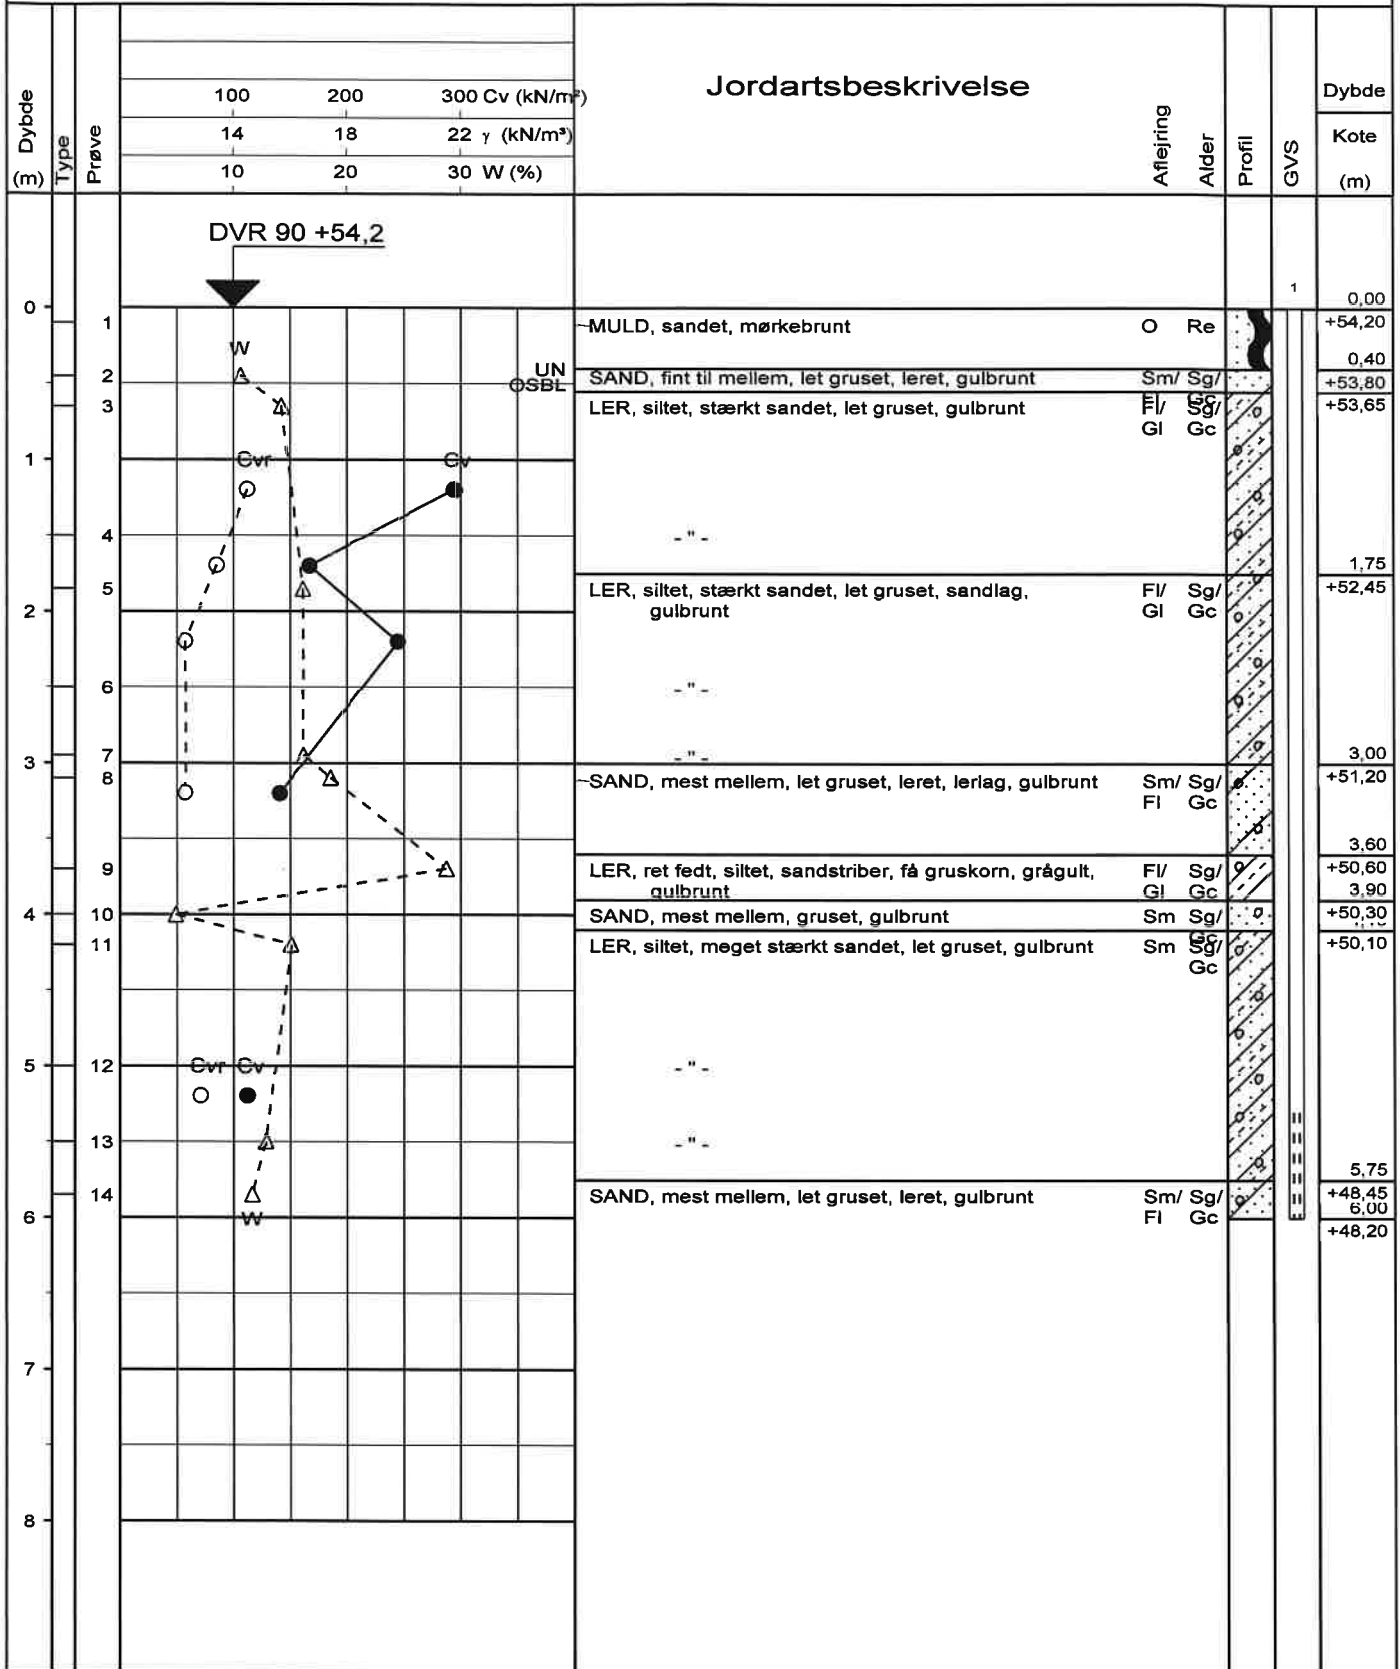 Jordartsbeskrivelse
Dybde
(m)
Type
Prøve
100 200 300 Cv (kN/m²)
14 18 22 γ (kN/m³)
10 20 30 W (%)
Aflejring
Alder
Profil
GVS
Dybde
Kote
(m)
DVR 90 +54,2
1
0,00
0
1
MULD, sandet, mørkebrunt O Re
+54,20
W
0,40
UN
OSBL
2
SAND, fint til mellem, let gruset, leret, gulbrunt Sm/ Sg/
+53,80
Fl Gc
3
LER, siltet, stærkt sandet, let gruset, gulbrunt Fl/ Sg/
+53,65
Gl Gc
1
Cvr Cv
4
- " -
1,75
5
LER, siltet, stærkt sandet, let gruset, sandlag, Fl/ Sg/
+52,45
gulbrunt Gl Gc
2
6
- " -
7
- " -
3,00
3
8
SAND, mest mellem, let gruset, leret, lerlag, gulbrunt Sm/ Sg/
+51,20
Fl Gc
3,60
9
LER, ret fedt, siltet, sandstriber, få gruskorn, grågult, Fl/ Sg/
+50,60
gulbrunt Gl Gc
3,90
4
10
SAND, mest mellem, gruset, gulbrunt Sm Sg/
+50,30
Gc
11
LER, siltet, meget stærkt sandet, let gruset, gulbrunt Sm Sg/
+50,10
Gc
5
Cvr Cv
12
- " -
13
- " -
5,75
14
SAND, mest mellem, let gruset, leret, gulbrunt Sm/ Sg/
+48,45
Fl Gc
6,00
6
W
+48,20
7
8